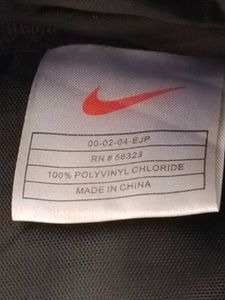 00-02-04-EJP
RN # 56323
100% POLYVINYL CHLORIDE
MADE IN CHINA